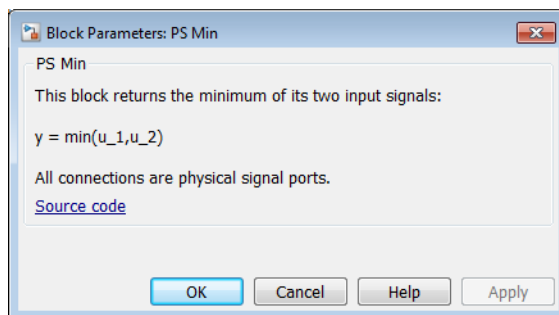 Block Parameters: PS Min
PS Min
This block returns the minimum of its two input signals:
y = min(u_1,u_2)
All connections are physical signal ports.
Source code
OK Cancel Help Apply